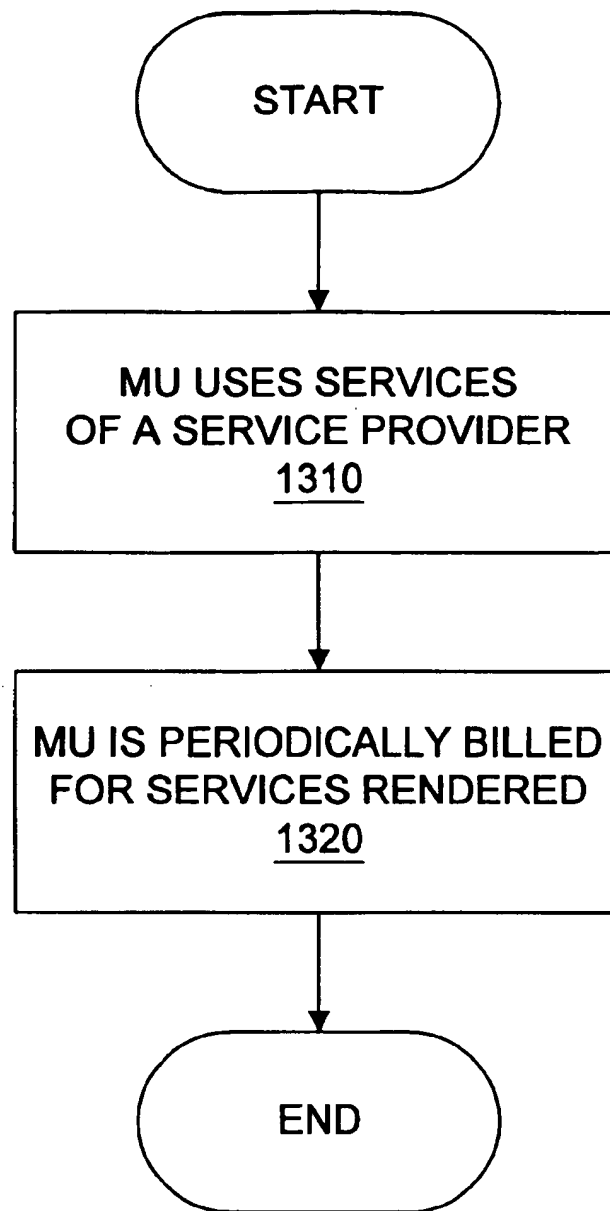 START
MU USES SERVICES
OF A SERVICE PROVIDER
1310
MU IS PERIODICALLY BILLED
FOR SERVICES RENDERED
1320
END